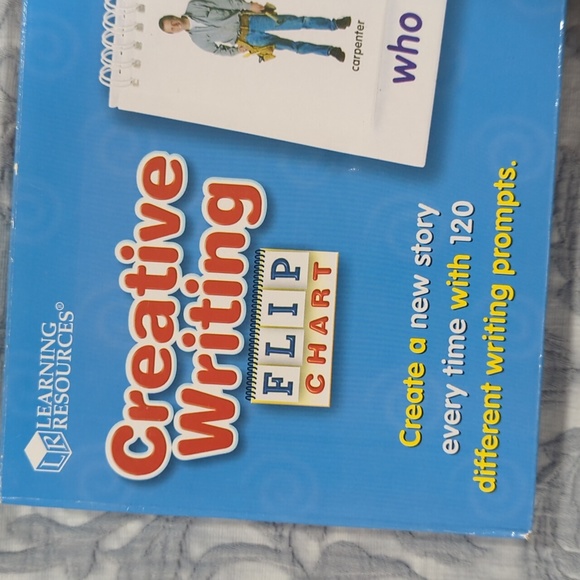 LEARNING
RESOURCES®
Creative
Writing
FLIP
CHART
carpenter
who
Create a new story
every time with 120
different writing prompts.